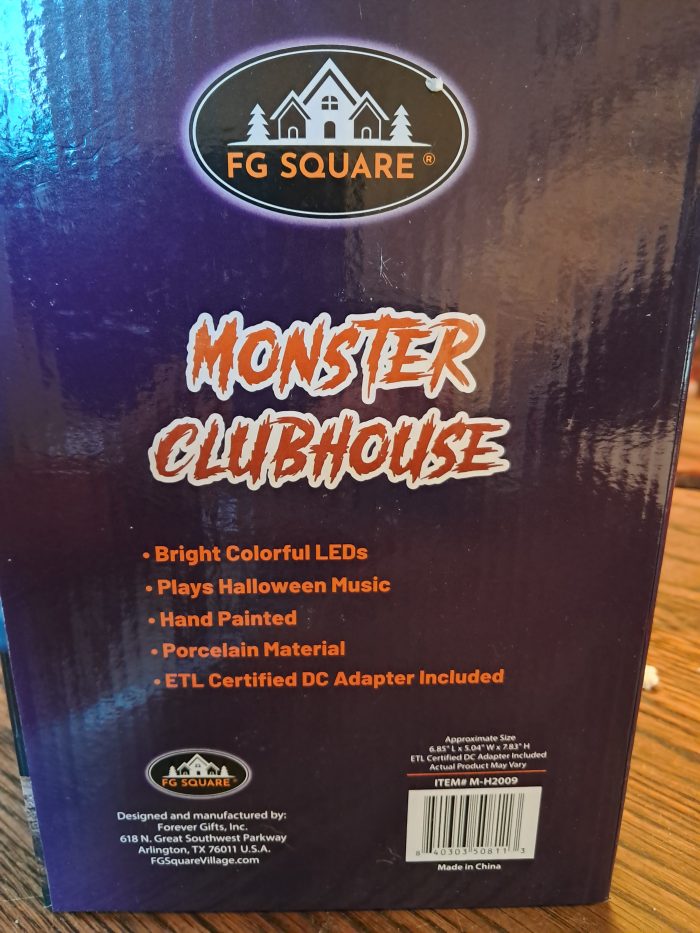 FG SQUARE ®
MONSTER
CLUBHOUSE
• Bright Colorful LEDs
• Plays Halloween Music
• Hand Painted
• Porcelain Material
• ETL Certified DC Adapter Included
FG SQUARE ®
Designed and manufactured by:
Forever Gifts, Inc.
618 N. Great Southwest Parkway
Arlington, TX 76011 U.S.A.
FGSquareVillage.com
Approximate Size
6.85" L x 5.04" W x 7.83" H
ETL Certified DC Adapter Included
Actual Product May Vary
ITEM# M-H2009
8 40303 50811 3
Made in China